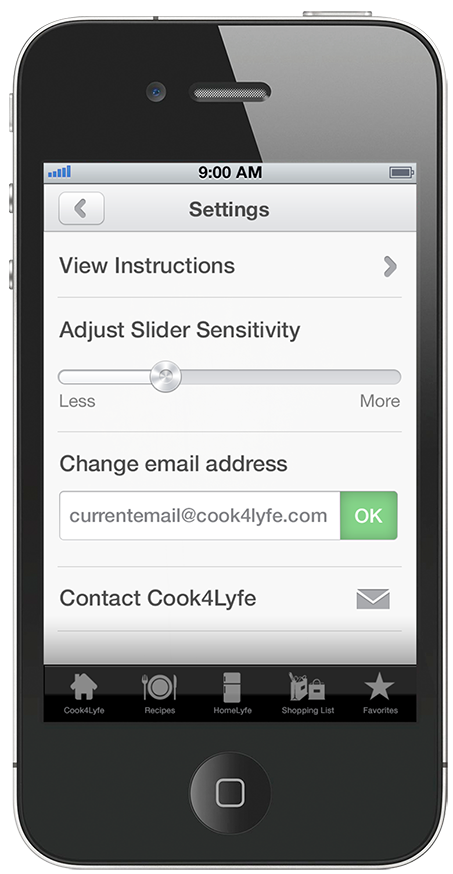 9:00 AM
Settings
View Instructions
Adjust Slider Sensitivity
Less More
Change email address
currentemail@cook4lyfe.com OK
Contact Cook4Lyfe
Cook4Lyfe Recipes HomeLyfe Shopping List Favorites